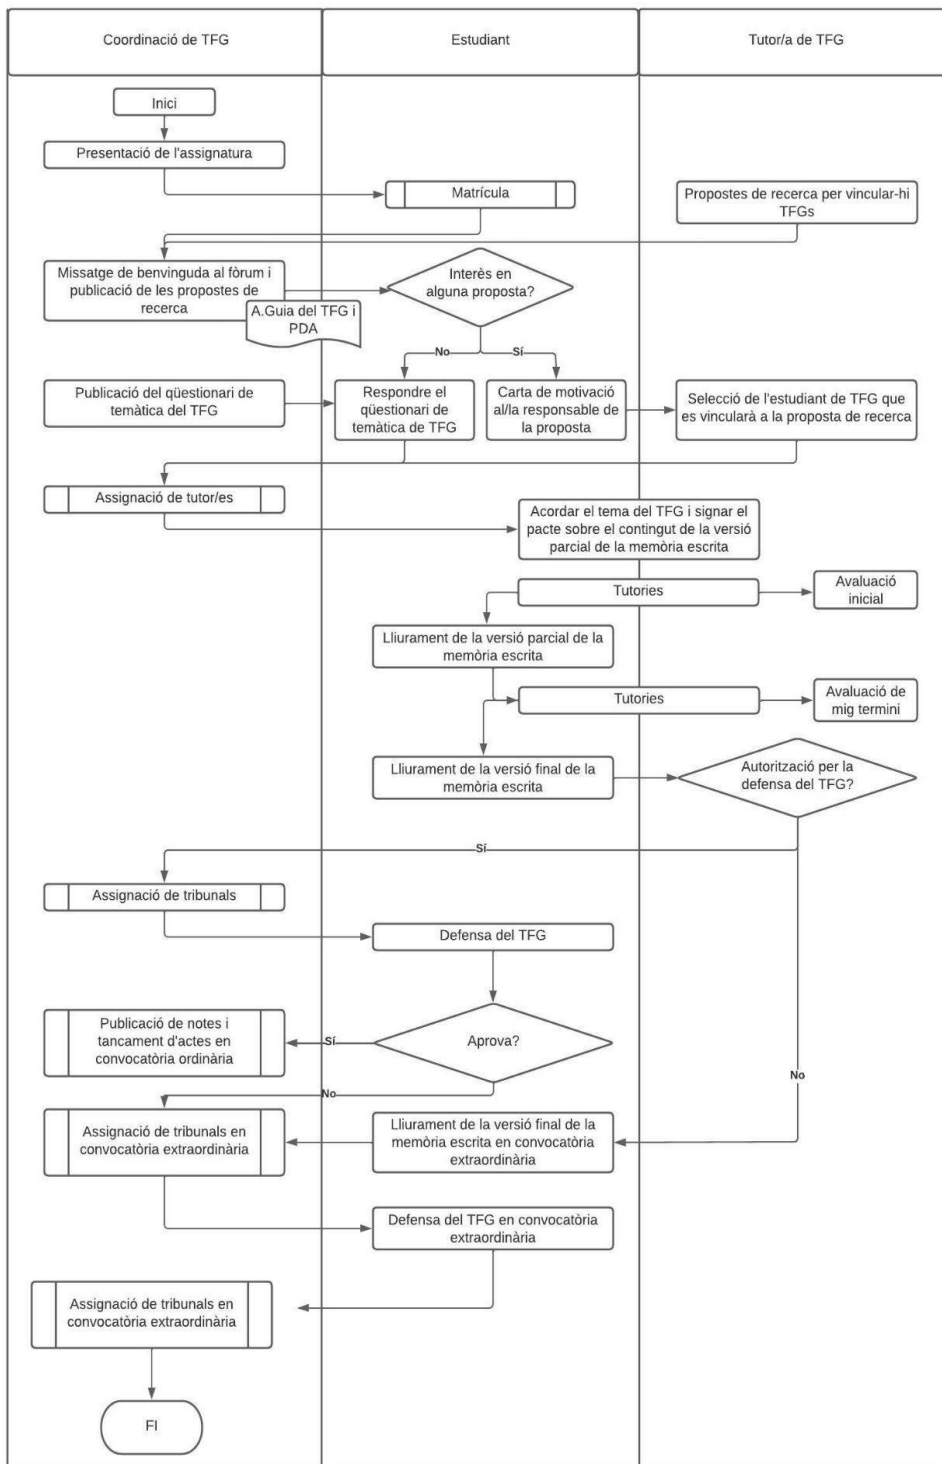 Coordinació de TFG
Estudiant
Tutor/a de TFG
Inici
Presentació de l'assignatura
Matrícula
Propostes de recerca per vincular-hi
TFGs
Missatge de benvinguda al fòrum i
publicació de les propostes de
recerca
A.Guia del TFG i
PDA
Interès en
alguna proposta?
No
Sí
Publicació del qüestionari de
temàtica del TFG
Respondre el
qüestionari de
temàtica de TFG
Carta de motivació
al/la responsable de
la proposta
Selecció de l'estudiant de TFG que
es vincularà a la proposta de recerca
Assignació de tutor/es
Acordar el tema del TFG i signar el
pacte sobre el contingut de la versió
parcial de la memòria escrita
Tutories
Avaluació
inicial
Lliurament de la versió parcial de la
memòria escrita
Tutories
Avaluació de
mig termini
Lliurament de la versió final de la
memòria escrita
Autorització per la
defensa del TFG?
Sí
Assignació de tribunals
Defensa del TFG
Publicació de notes i
tancament d'actes en
convocatòria ordinària
Sí
Aprova?
No
No
Assignació de tribunals en
convocatòria extraordinària
Lliurament de la versió final de la
memòria escrita en convocatòria
extraordinària
Defensa del TFG en convocatòria
extraordinària
Assignació de tribunals en
convocatòria extraordinària
FI